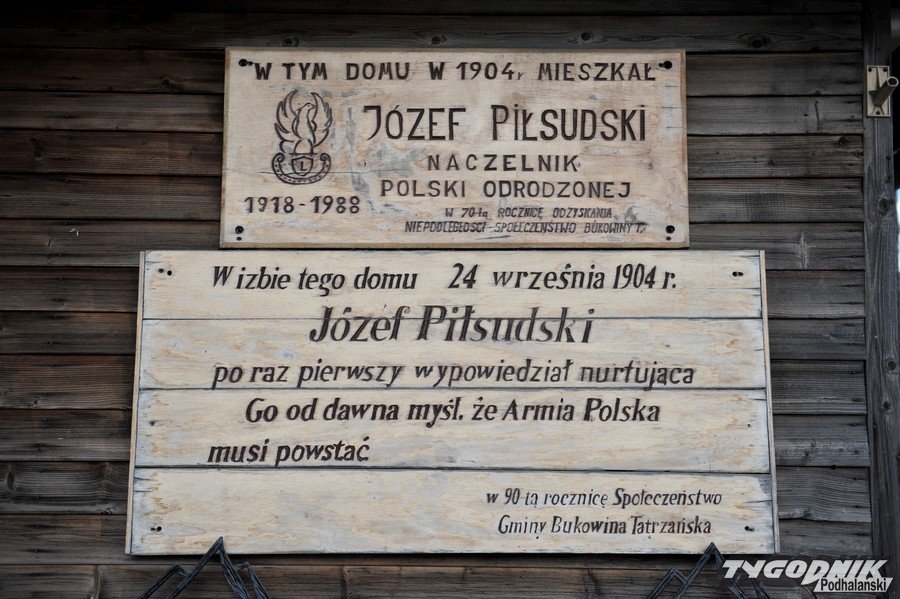 W TYM DOMU W 1904r MIESZKAŁ
JÓZEF PIŁSUDSKI
NACZELNIK
POLSKI ODRODZONEJ
L
1918-1988
W 70-tą ROCZNICĘ ODZYSKANIA
NIEPODLEGŁOŚCI-SPOŁECZEŃSTWO BUKOWINY T.
W izbie tego domu 24 września 1904 r.
Józef Piłsudski
po raz pierwszy wypowiedział nurtująca
Go od dawna myśl, że Armia Polska
musi powstać
w 90-tą rocznicę Społeczeństwo
Gminy Bukowina Tatrzańska
TYGODNIK
Podhalański